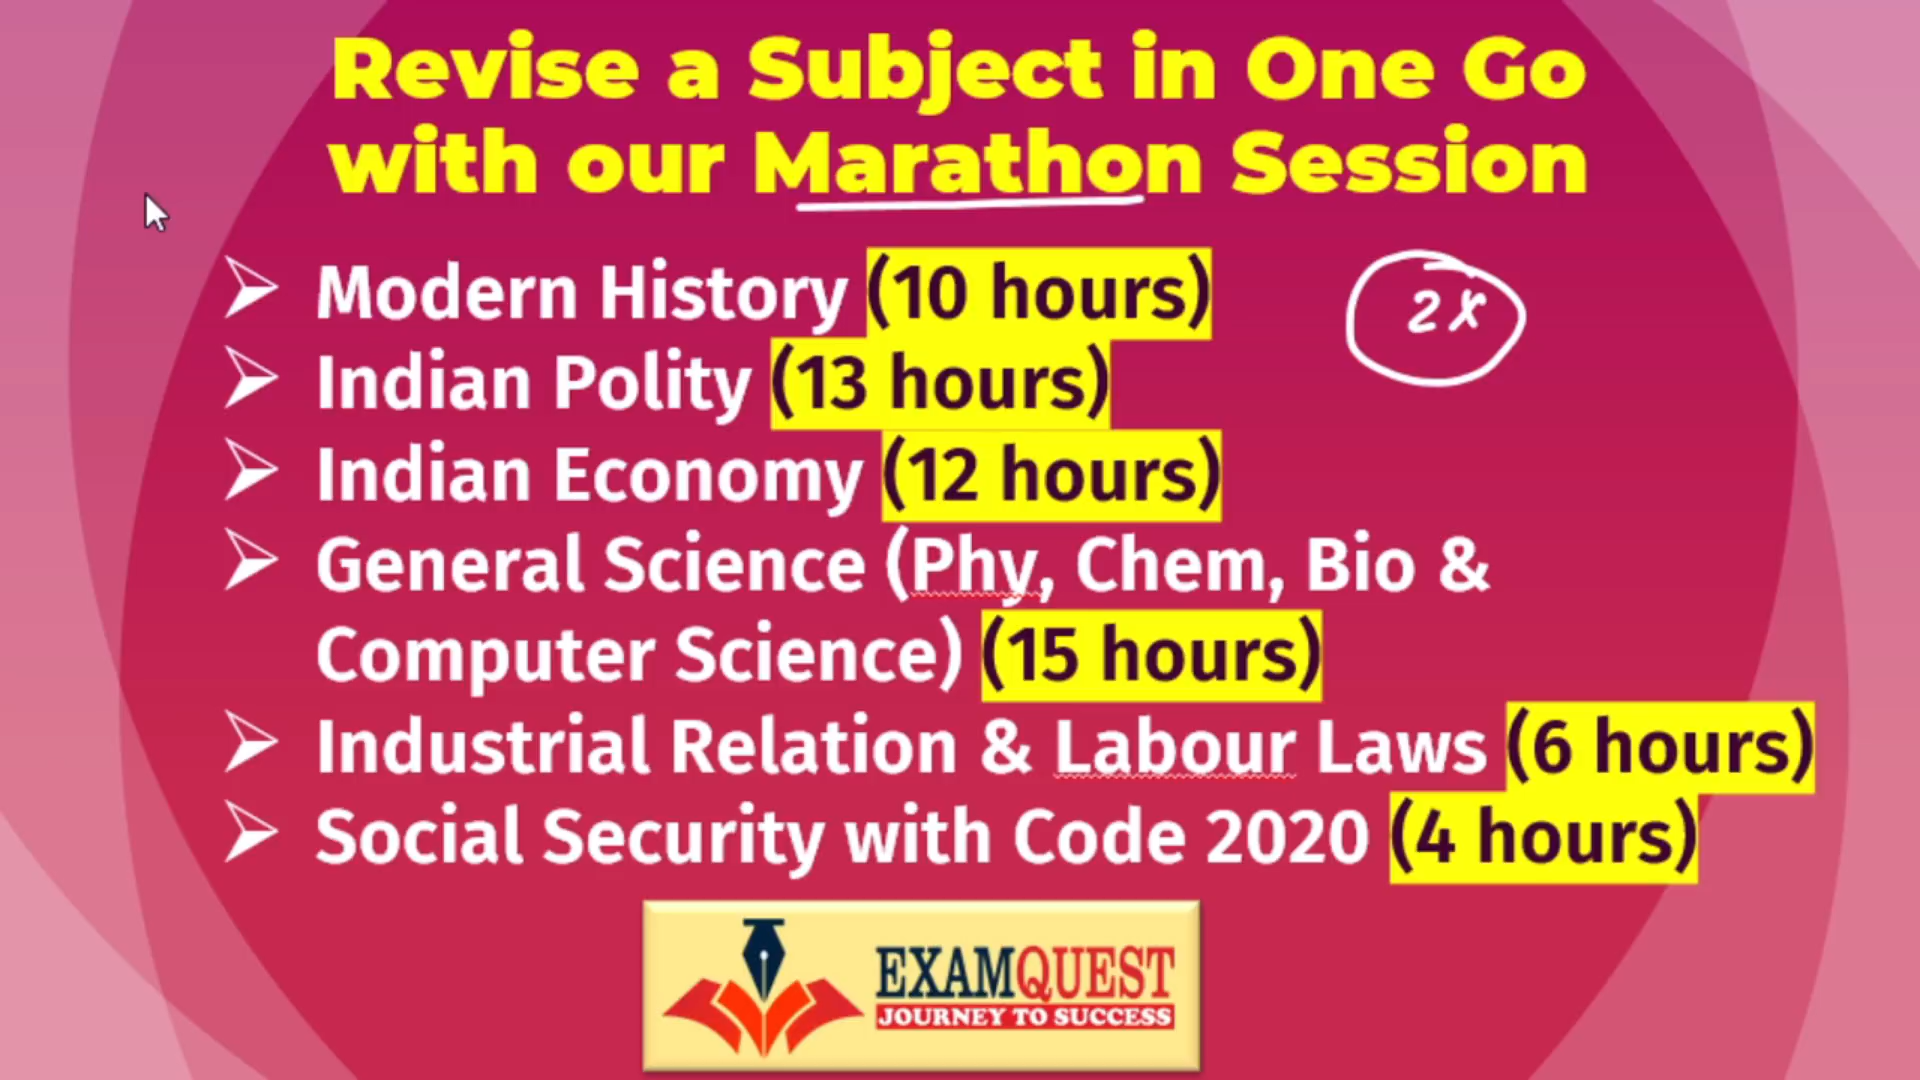 Revise a Subject in One Go
with our Marathon Session
2x
➢ Modern History (10 hours)
➢ Indian Polity (13 hours)
➢ Indian Economy (12 hours)
➢ General Science (Phy, Chem, Bio &
Computer Science) (15 hours)
➢ Industrial Relation & Labour Laws (6 hours)
➢ Social Security with Code 2020 (4 hours)
EXAMQUEST
JOURNEY TO SUCCESS